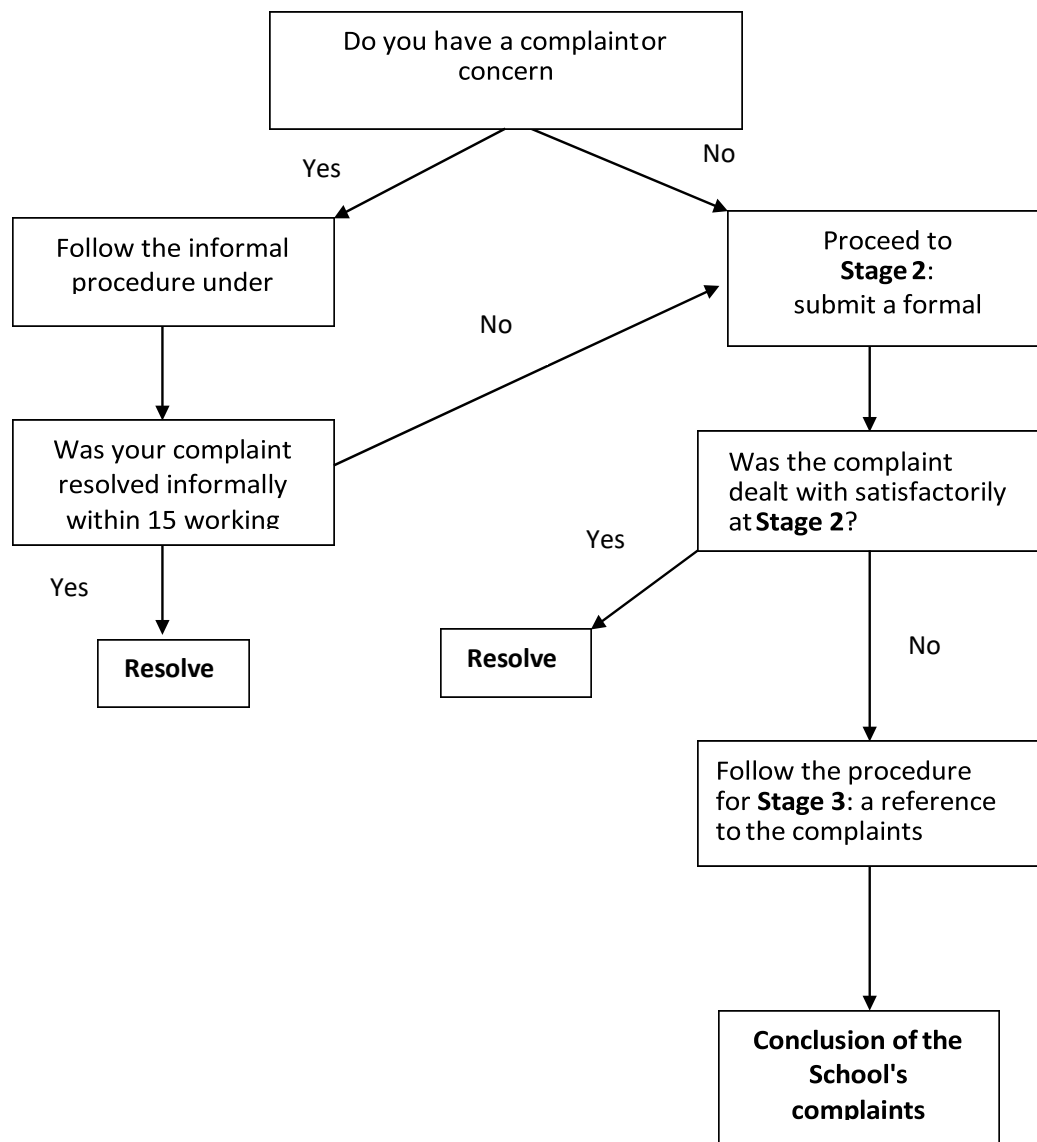 Do you have a complaint or
concern
Yes
No
Follow the informal
procedure under
Proceed to
Stage 2:
submit a formal
No
Was your complaint
resolved informally
within 15 working
Was the complaint
dealt with satisfactorily
at Stage 2?
Yes
Yes
Resolve
Resolve
No
Follow the procedure
for Stage 3: a reference
to the complaints
Conclusion of the
School's
complaints